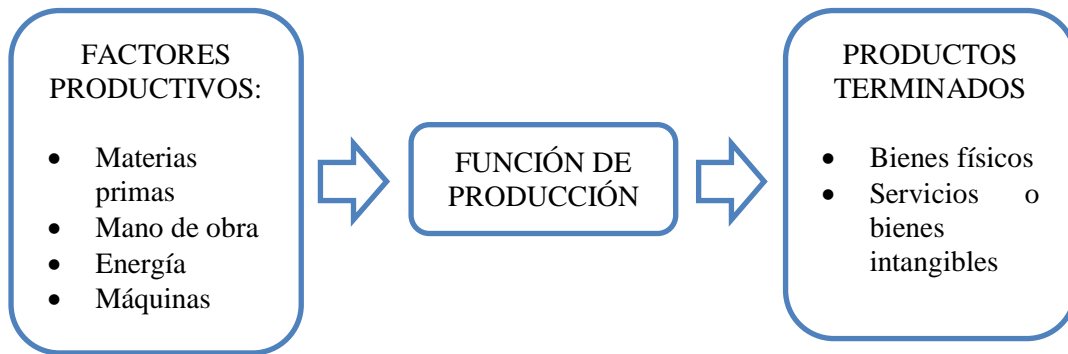 FACTORES
PRODUCTIVOS:
• Materias
primas
• Mano de obra
• Energía
• Máquinas
FUNCIÓN DE
PRODUCCIÓN
PRODUCTOS
TERMINADOS
• Bienes físicos
• Servicios o
bienes
intangibles